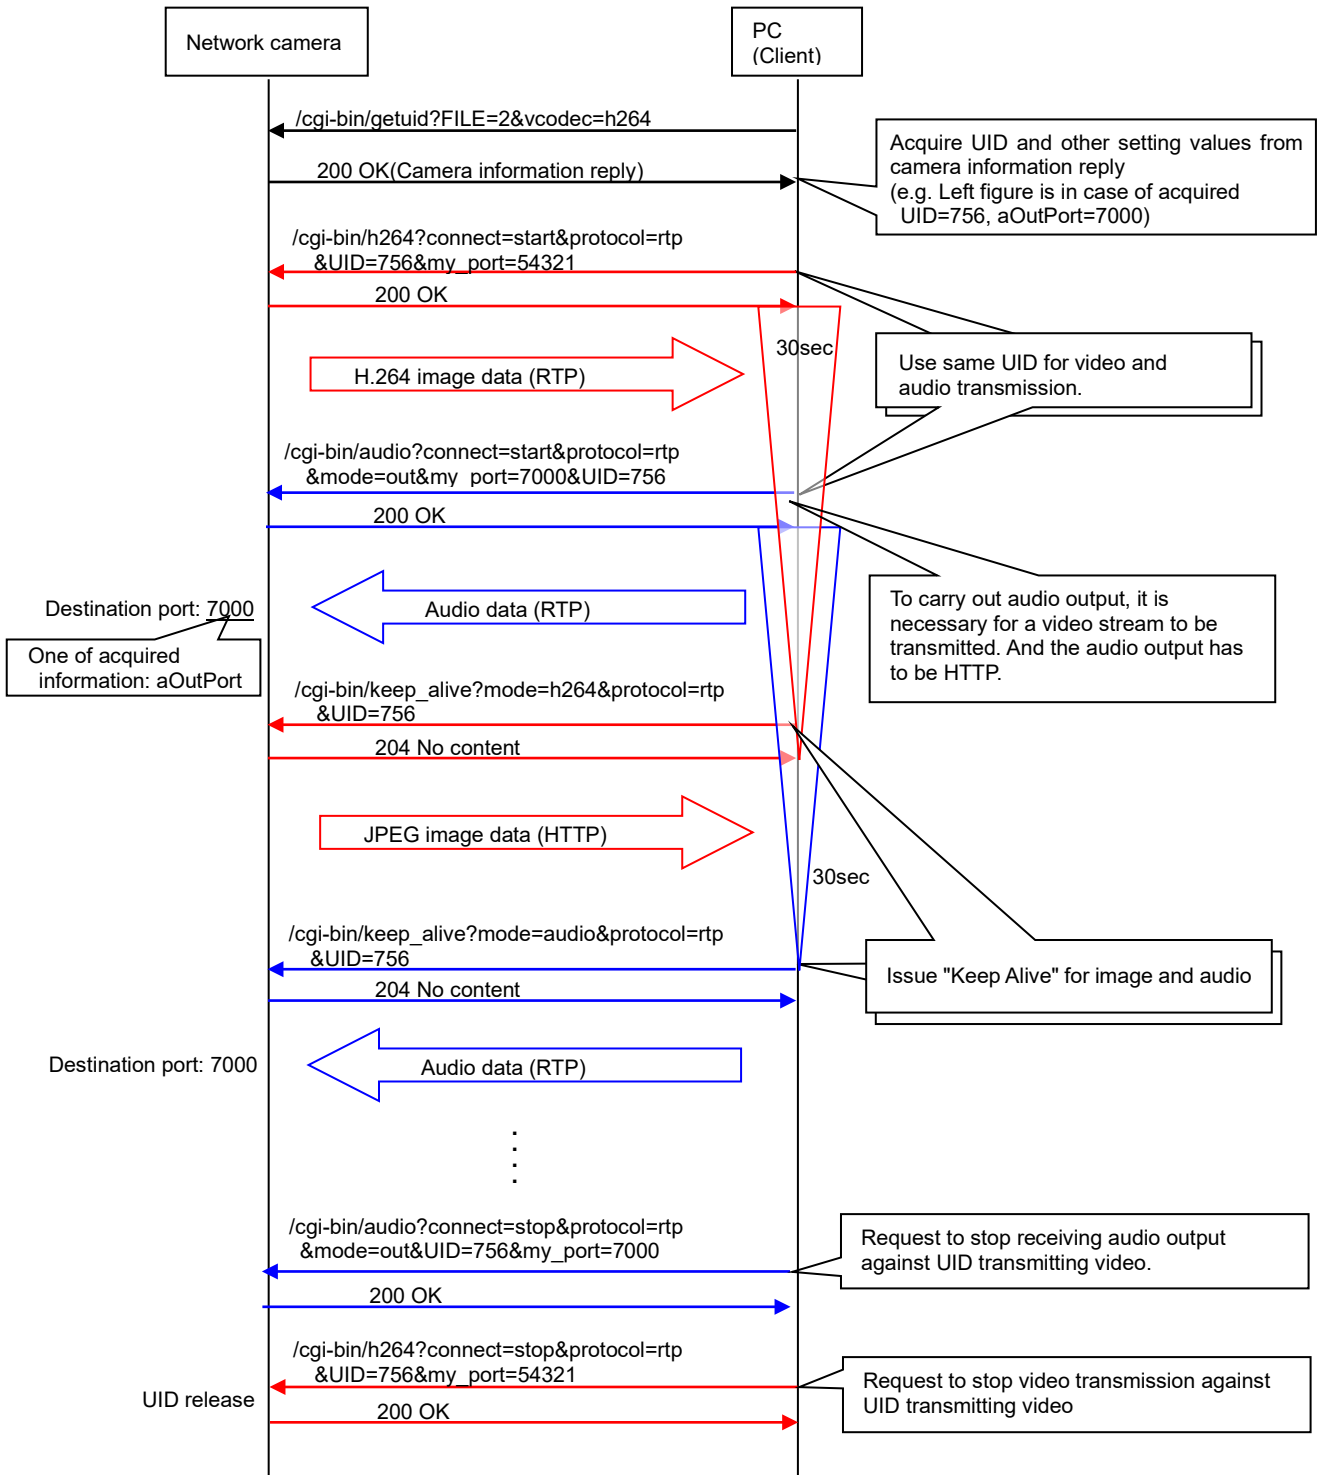 Network camera
PC
(Client)
/cgi-bin/getuid?FILE=2&vcodec=h264
200 OK(Camera information reply)
Acquire UID and other setting values from
camera information reply
(e.g. Left figure is in case of acquired
UID=756, aOutPort=7000)
/cgi-bin/h264?connect=start&protocol=rtp
&UID=756&my_port=54321
200 OK
30sec
H.264 image data (RTP)
Use same UID for video and
audio transmission.
/cgi-bin/audio?connect=start&protocol=rtp
&mode=out&my_port=7000&UID=756
200 OK
Destination port: 7000
Audio data (RTP)
To carry out audio output, it is
necessary for a video stream to be
transmitted. And the audio output has
to be HTTP.
One of acquired
information: aOutPort
/cgi-bin/keep_alive?mode=h264&protocol=rtp
&UID=756
204 No content
JPEG image data (HTTP)
30sec
/cgi-bin/keep_alive?mode=audio&protocol=rtp
&UID=756
204 No content
Issue "Keep Alive" for image and audio
Destination port: 7000
Audio data (RTP)
/cgi-bin/audio?connect=stop&protocol=rtp
&mode=out&UID=756&my_port=7000
200 OK
Request to stop receiving audio output
against UID transmitting video.
/cgi-bin/h264?connect=stop&protocol=rtp
&UID=756&my_port=54321
UID release
200 OK
Request to stop video transmission against
UID transmitting video